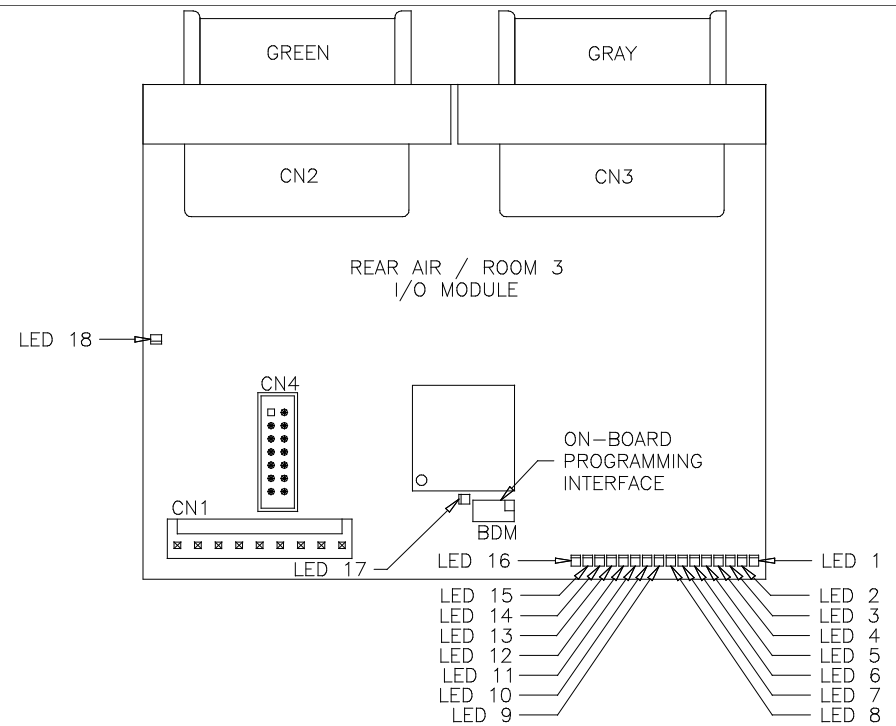 GREEN
GRAY
CN2
CN3
REAR AIR / ROOM 3
I/O MODULE
LED 18
CN4
ON-BOARD
PROGRAMMING
INTERFACE
CN1
BDM
LED 17
LED 16
LED 1
LED 15
LED 2
LED 14
LED 3
LED 13
LED 4
LED 12
LED 5
LED 11
LED 6
LED 10
LED 7
LED 9
LED 8